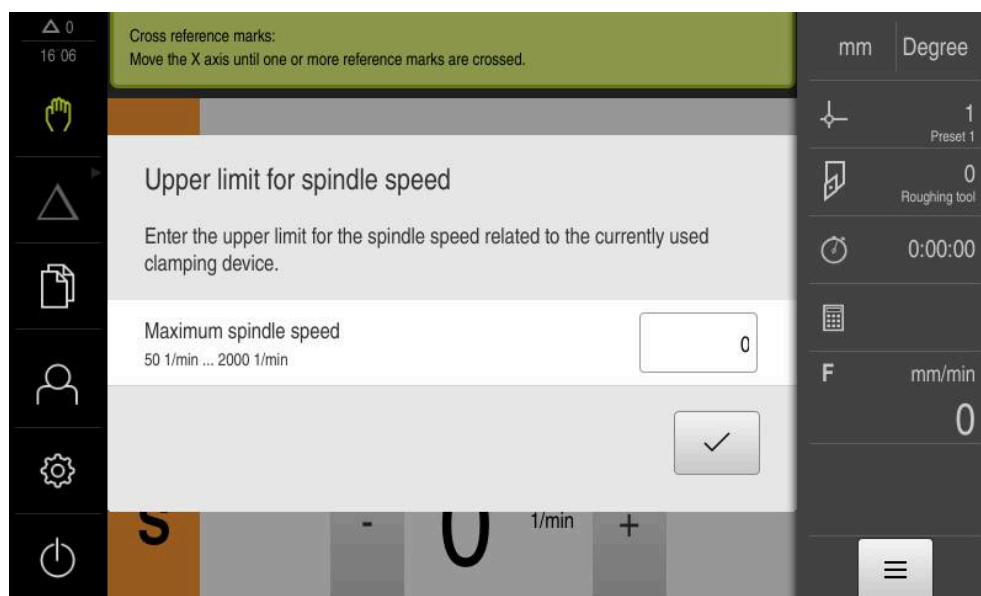 0
16 06
Cross reference marks:
Move the X axis until one or more reference marks are crossed.
mm
Degree
1
Preset 1
0
Roughing tool
0:00:00
F
mm/min
0
Upper limit for spindle speed
Enter the upper limit for the spindle speed related to the currently used
clamping device.
Maximum spindle speed
50 1/min ... 2000 1/min
0
S
-
0
1/min
+